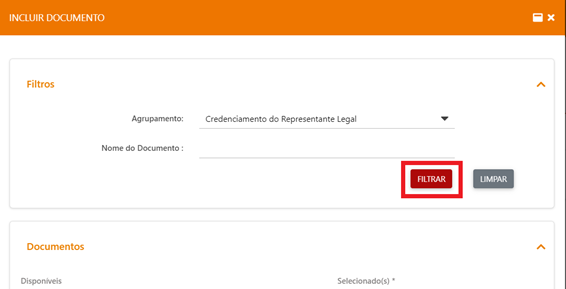 INCLUIR DOCUMENTO
Filtros
Agrupamento: Credenciamento do Representante Legal
Nome do Documento :
FILTRAR LIMPAR
Documentos
Disponíveis Selecionado(s) *